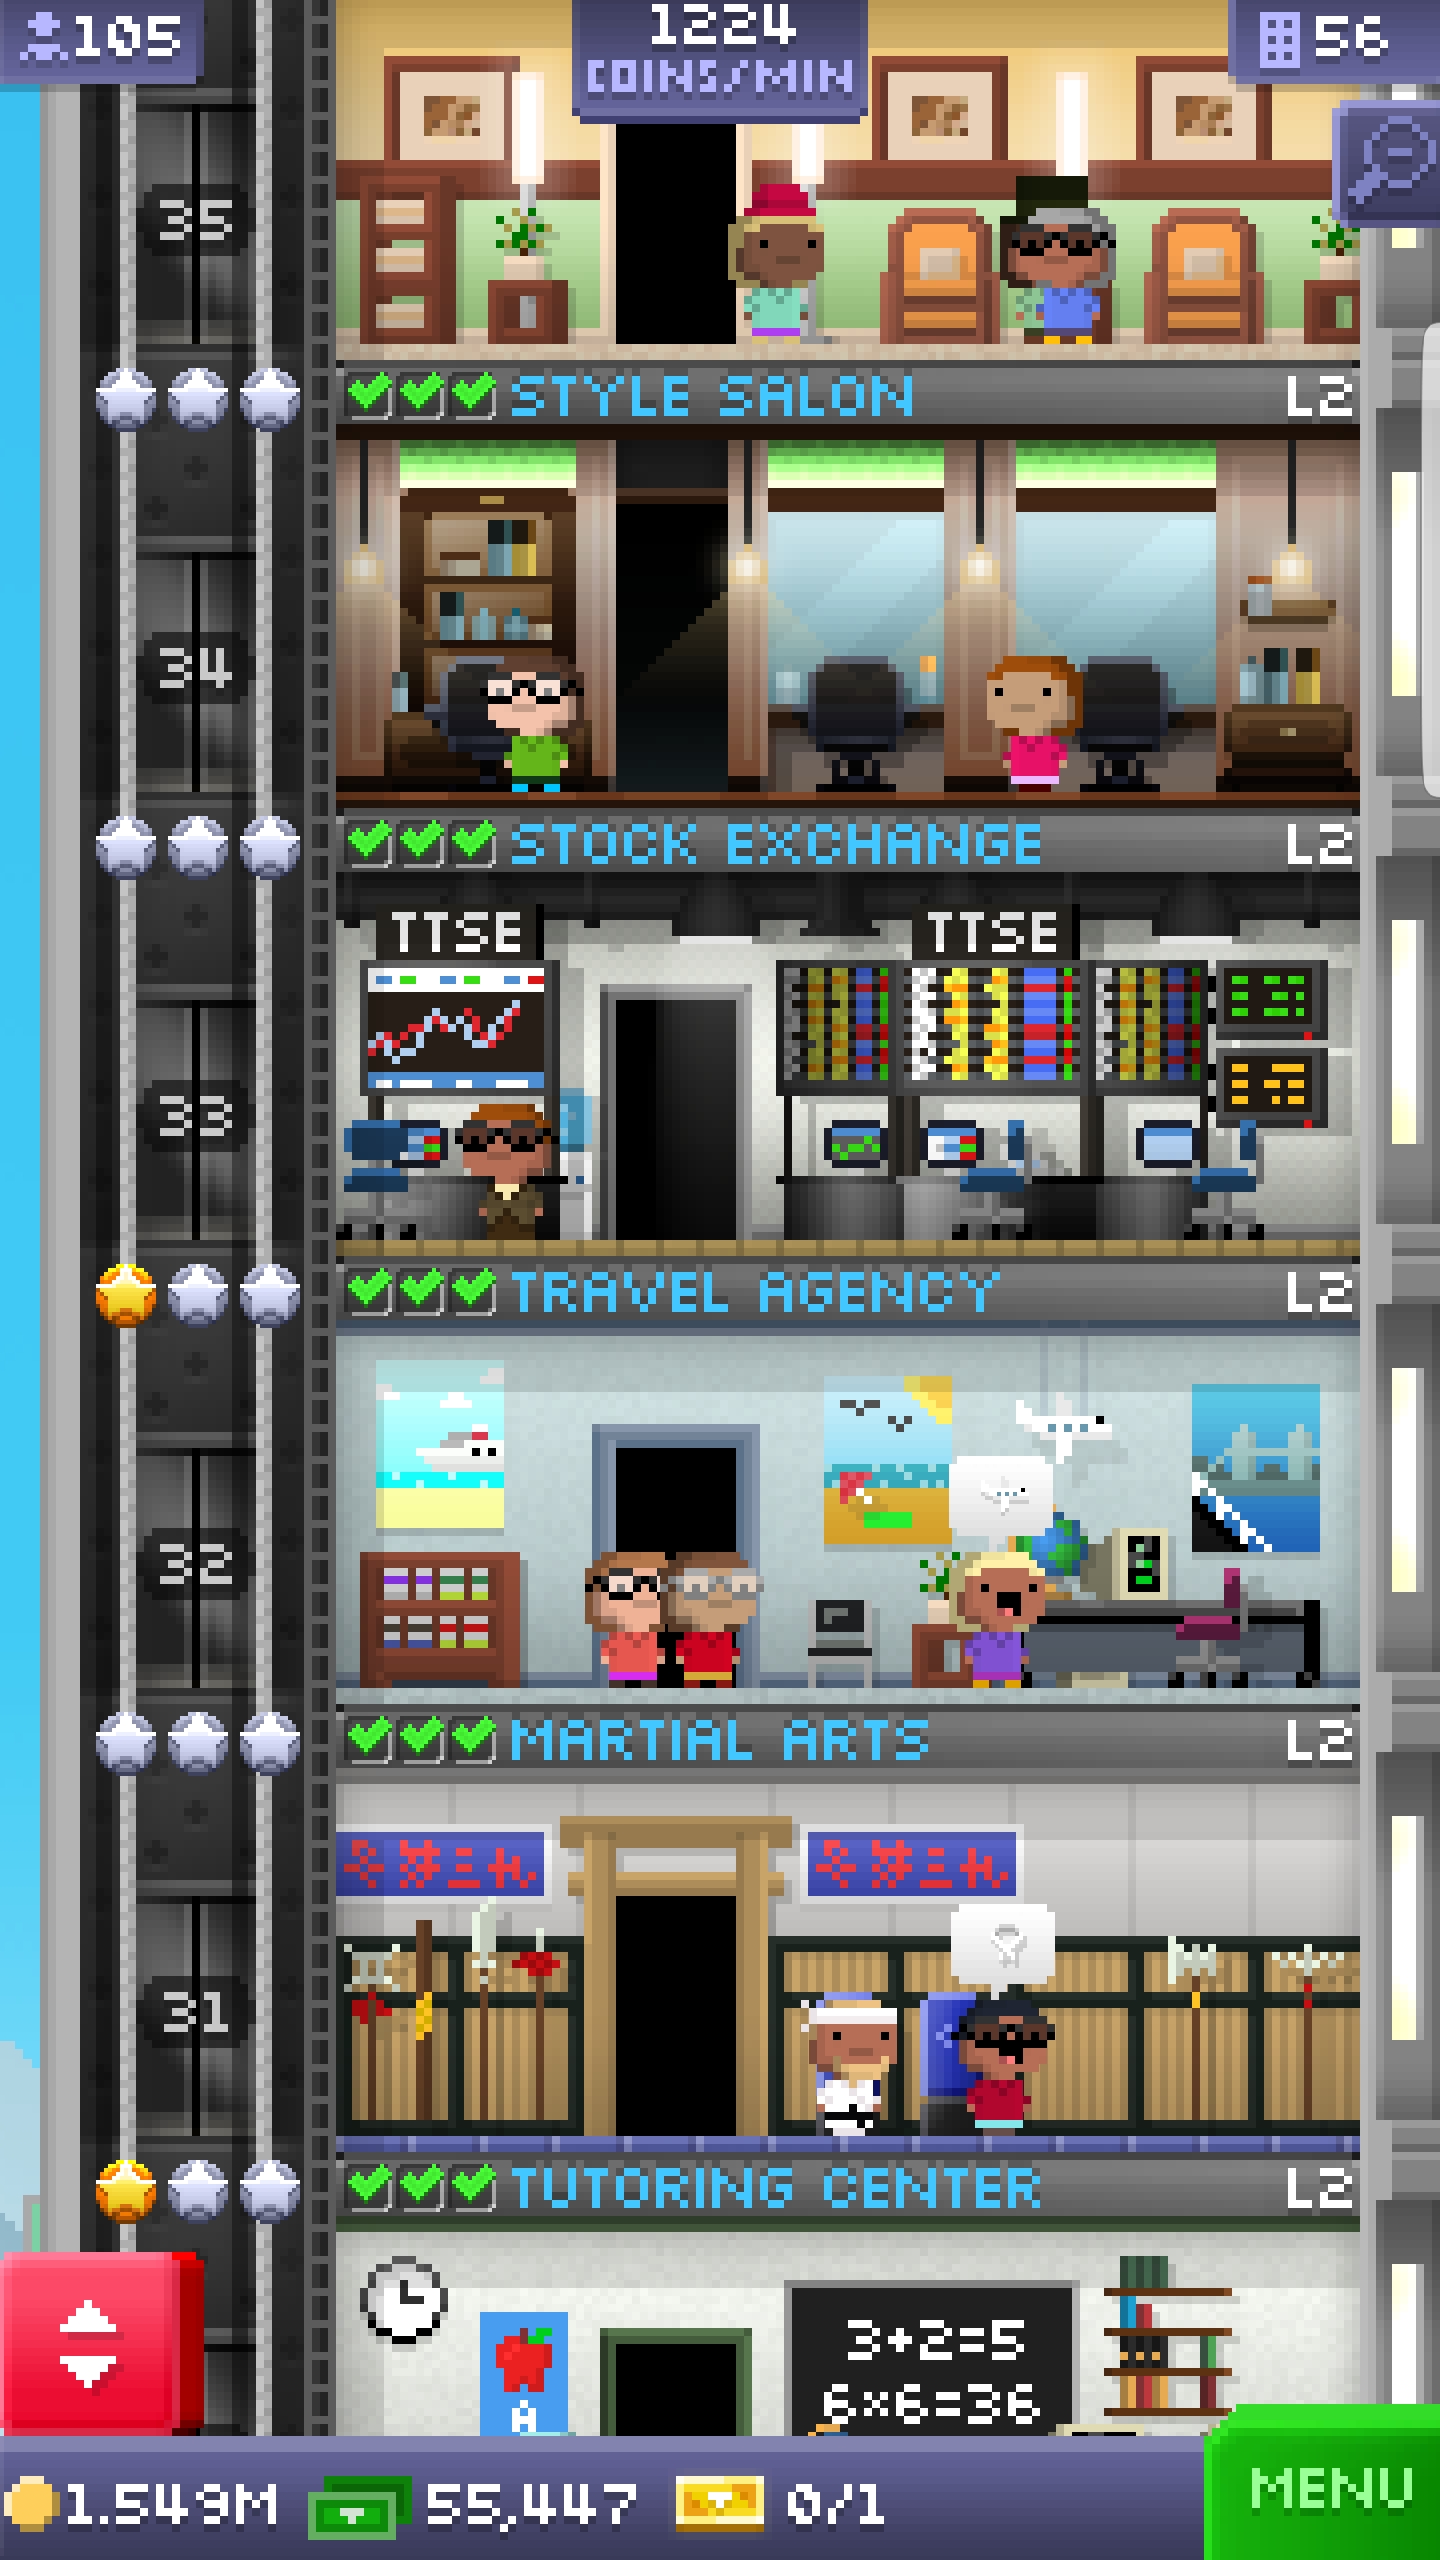 105
1224
COINS/MIN
56
35
STYLE SALON L2
34
STOCK EXCHANGE L2
TTSE TTSE
33
TRAVEL AGENCY L2
32
MARTIAL ARTS L2
31
TUTORING CENTER L2
3+2=5
6×6=36
A
1.549M 55,447 0/1
MENU